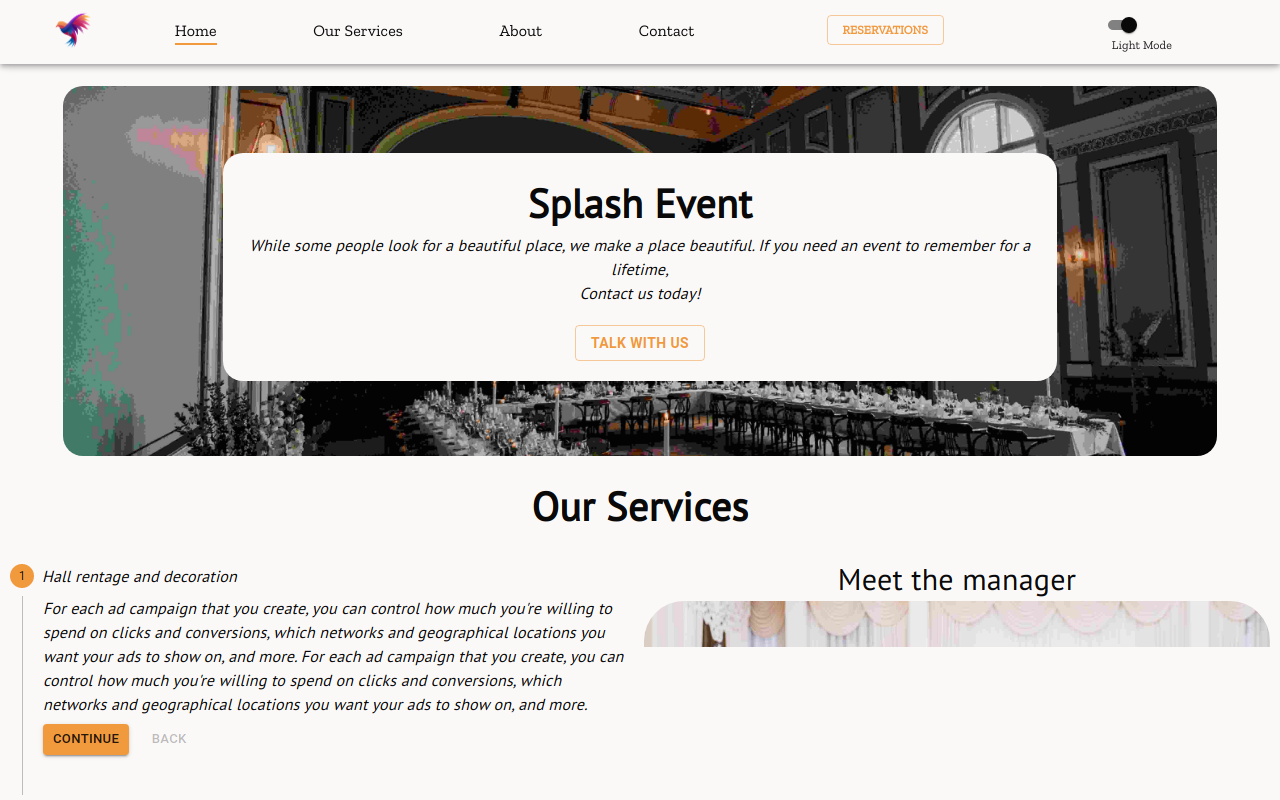 Home
Our Services
About
Contact
RESERVATIONS
Light Mode
Splash Event
While some people look for a beautiful place, we make a place beautiful. If you need an event to remember for a
lifetime,
Contact us today!
TALK WITH US
Our Services
1
Hall rentage and decoration
For each ad campaign that you create, you can control how much you're willing to
spend on clicks and conversions, which networks and geographical locations you
want your ads to show on, and more. For each ad campaign that you create, you can
control how much you're willing to spend on clicks and conversions, which
networks and geographical locations you want your ads to show on, and more.
CONTINUE
BACK
Meet the manager